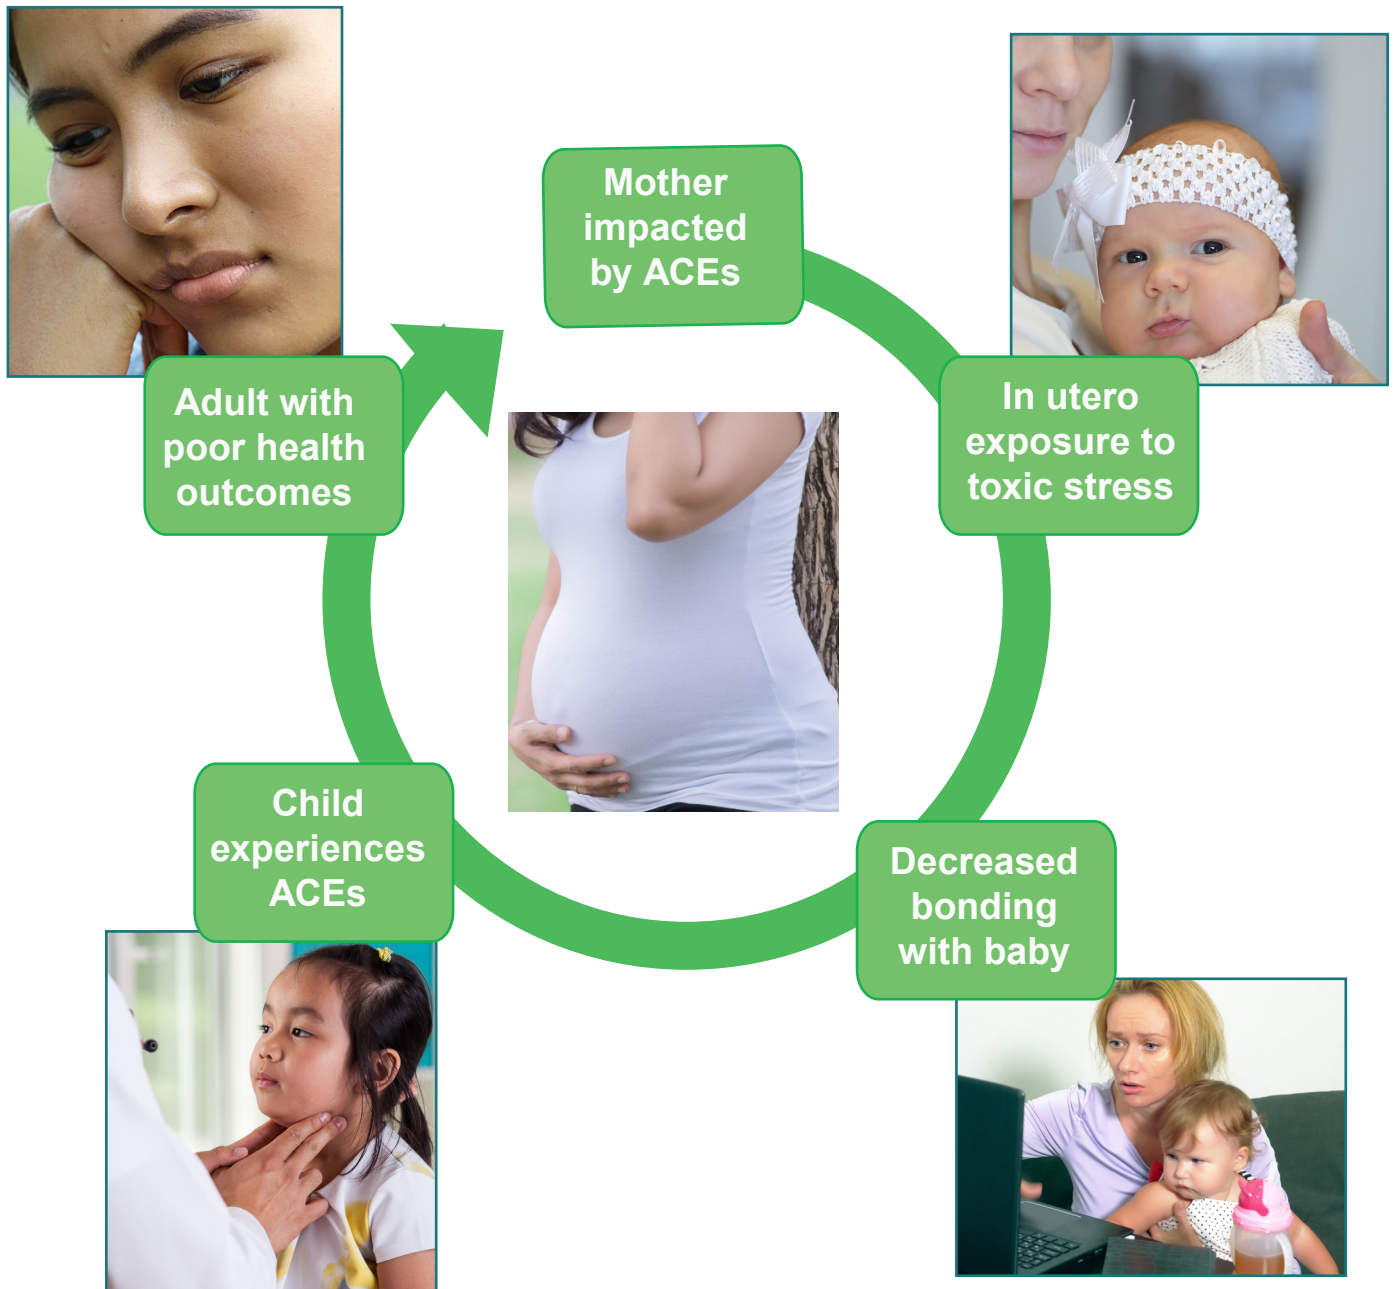 Mother
impacted
by ACEs
In utero
exposure to
toxic stress
Decreased
bonding
with baby
Child
experiences
ACEs
Adult with
poor health
outcomes